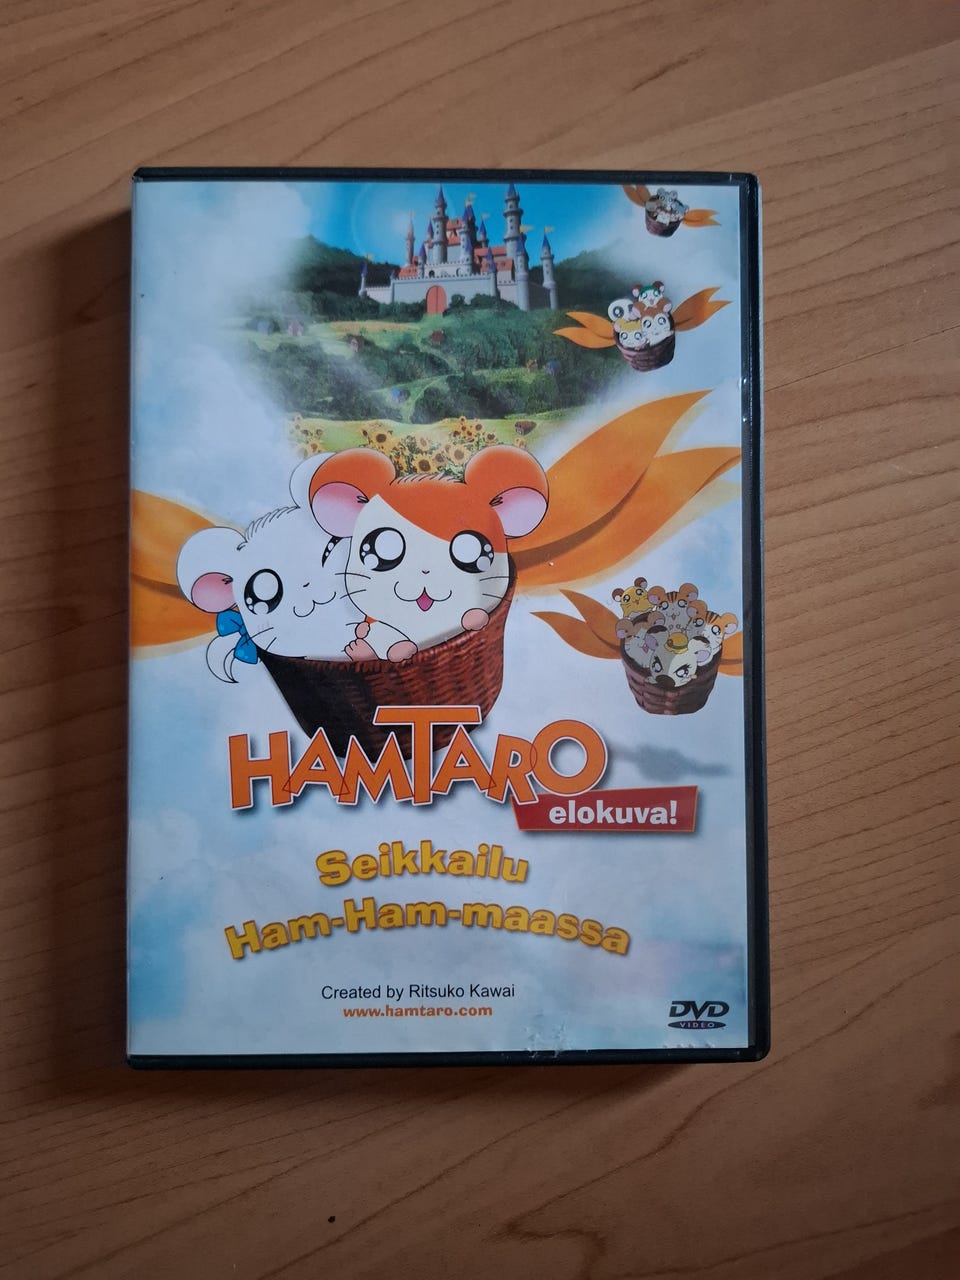 HAMTARO
elokuva!
Seikkailu
Ham-Ham-maassa
Created by Ritsuko Kawai
www.hamtaro.com
DVD
VIDEO